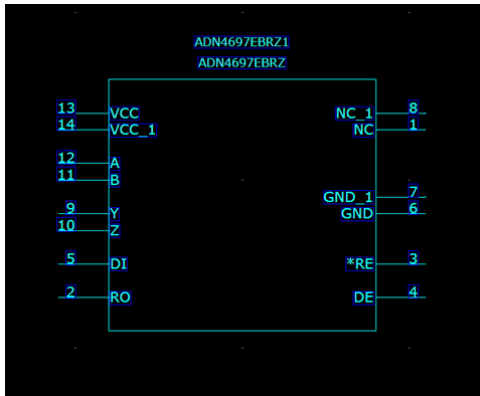 ADN4697EBRZ1
ADN4697EBRZ
13 VCC NC_1 8
14 VCC_1 NC 1
12 A
11 B
GND_1 7
9 Y GND 6
10 Z
5 DI *RE 3
2 RO DE 4